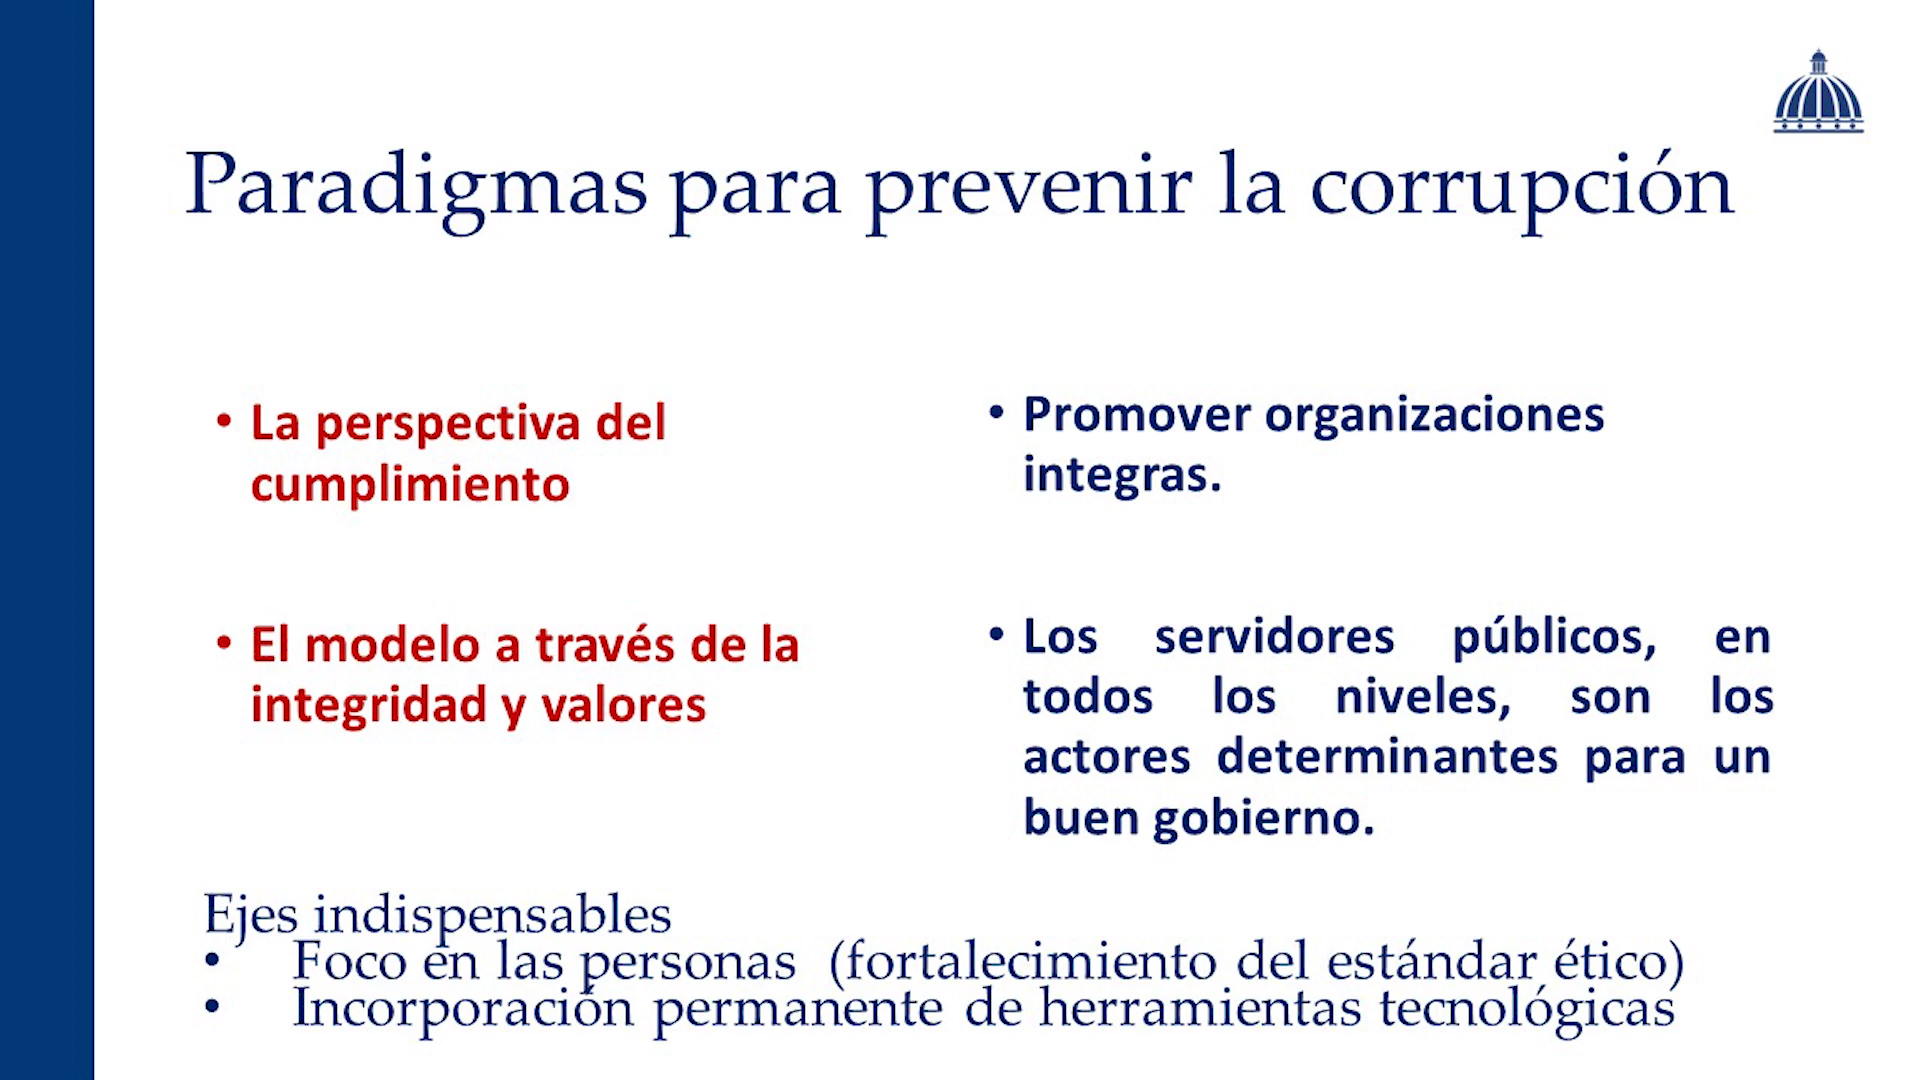 Paradigmas para prevenir la corrupción
• La perspectiva del
cumplimiento
• El modelo a través de la
integridad y valores
• Promover organizaciones
integras.
• Los servidores públicos, en
todos los niveles, son los
actores determinantes para un
buen gobierno.
Ejes indispensables
• Foco en las personas (fortalecimiento del estándar ético)
• Incorporación permanente de herramientas tecnológicas